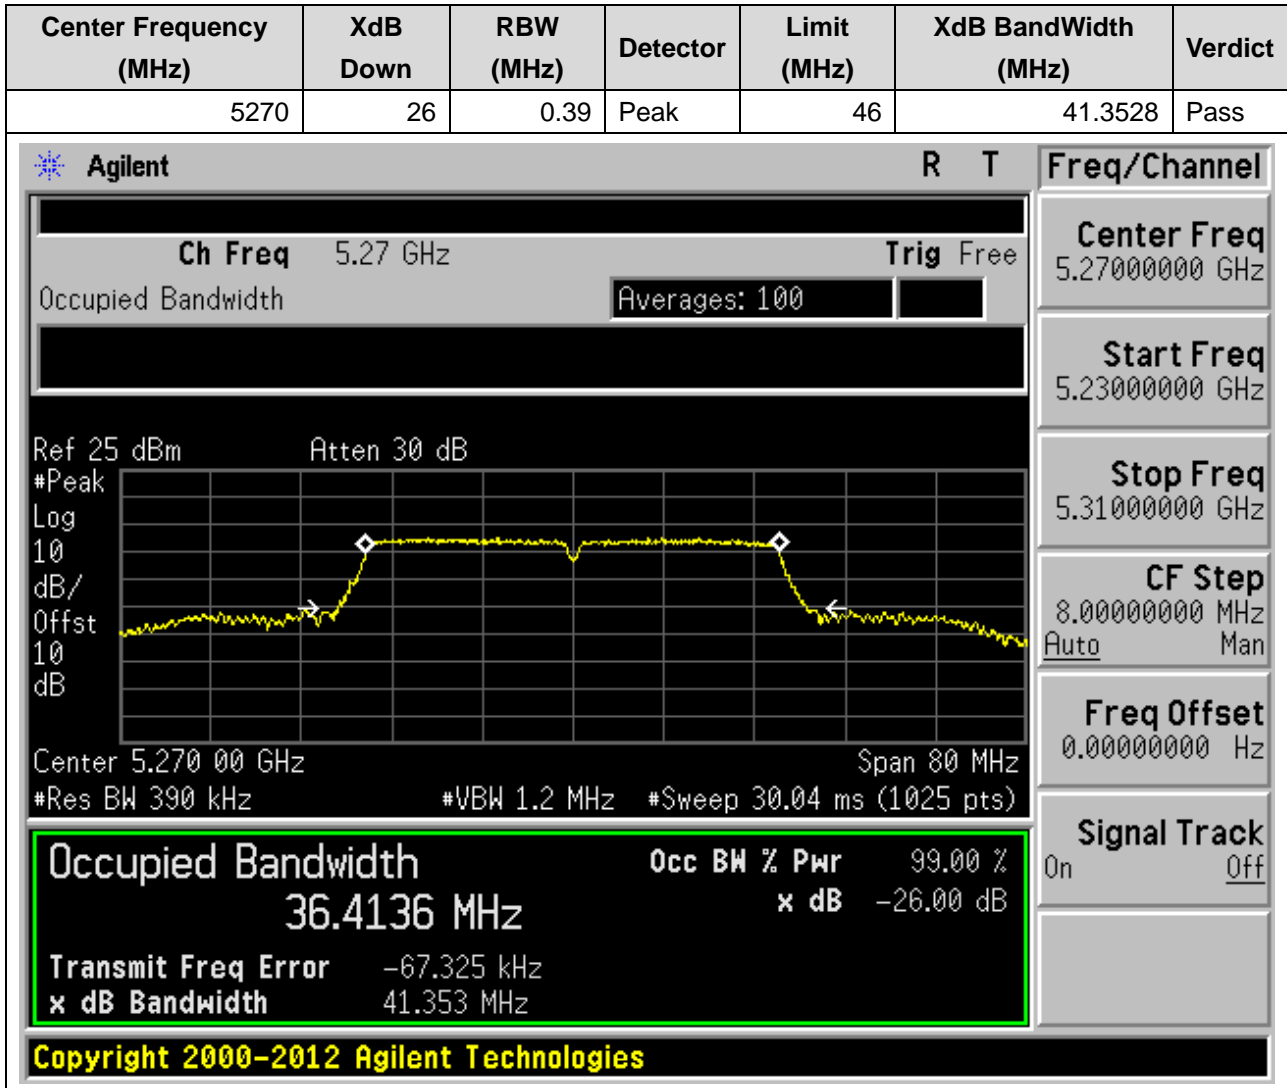 Center Frequency (MHz) XdB Down RBW (MHz) Detector Limit (MHz) XdB BandWidth (MHz) Verdict
5270 26 0.39 Peak 46 41.3528 Pass
Agilent R T Freq/Channel
Ch Freq 5.27 GHz Trig Free
Occupied Bandwidth Averages: 100
Center Freq
5.27000000 GHz
Start Freq
5.23000000 GHz
Stop Freq
5.31000000 GHz
CF Step
8.00000000 MHz
Auto Man
Freq Offset
0.00000000 Hz
Signal Track
On Off
Ref 25 dBm Atten 30 dB
#Peak
Log
10
dB/
Offst
10
dB
Center 5.270 00 GHz Span 80 MHz
#Res BW 390 kHz #VBW 1.2 MHz #Sweep 30.04 ms (1025 pts)
Occupied Bandwidth Occ BW % Pwr 99.00 %
36.4136 MHz x dB -26.00 dB
Transmit Freq Error -67.325 kHz
x dB Bandwidth 41.353 MHz
Copyright 2000-2012 Agilent Technologies